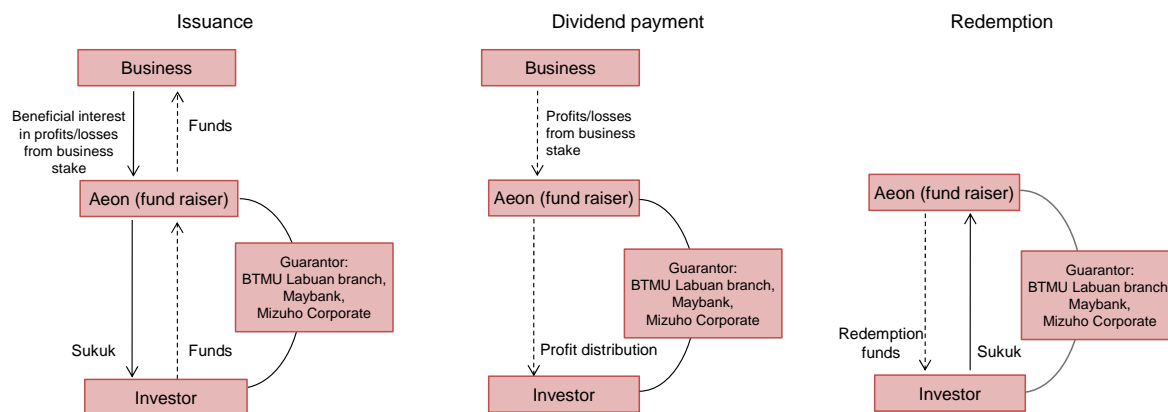 Issuance
Business
Beneficial interest
in profits/losses
from business
stake
Funds
Aeon (fund raiser)
Guarantor:
BTMU Labuan branch,
Maybank,
Mizuho Corporate
Sukuk
Funds
Investor
Dividend payment
Business
Profits/losses
from business
stake
Aeon (fund raiser)
Guarantor:
BTMU Labuan branch,
Maybank,
Mizuho Corporate
Profit distribution
Investor
Redemption
Aeon (fund raiser)
Guarantor:
BTMU Labuan branch,
Maybank,
Mizuho Corporate
Redemption
funds
Sukuk
Investor